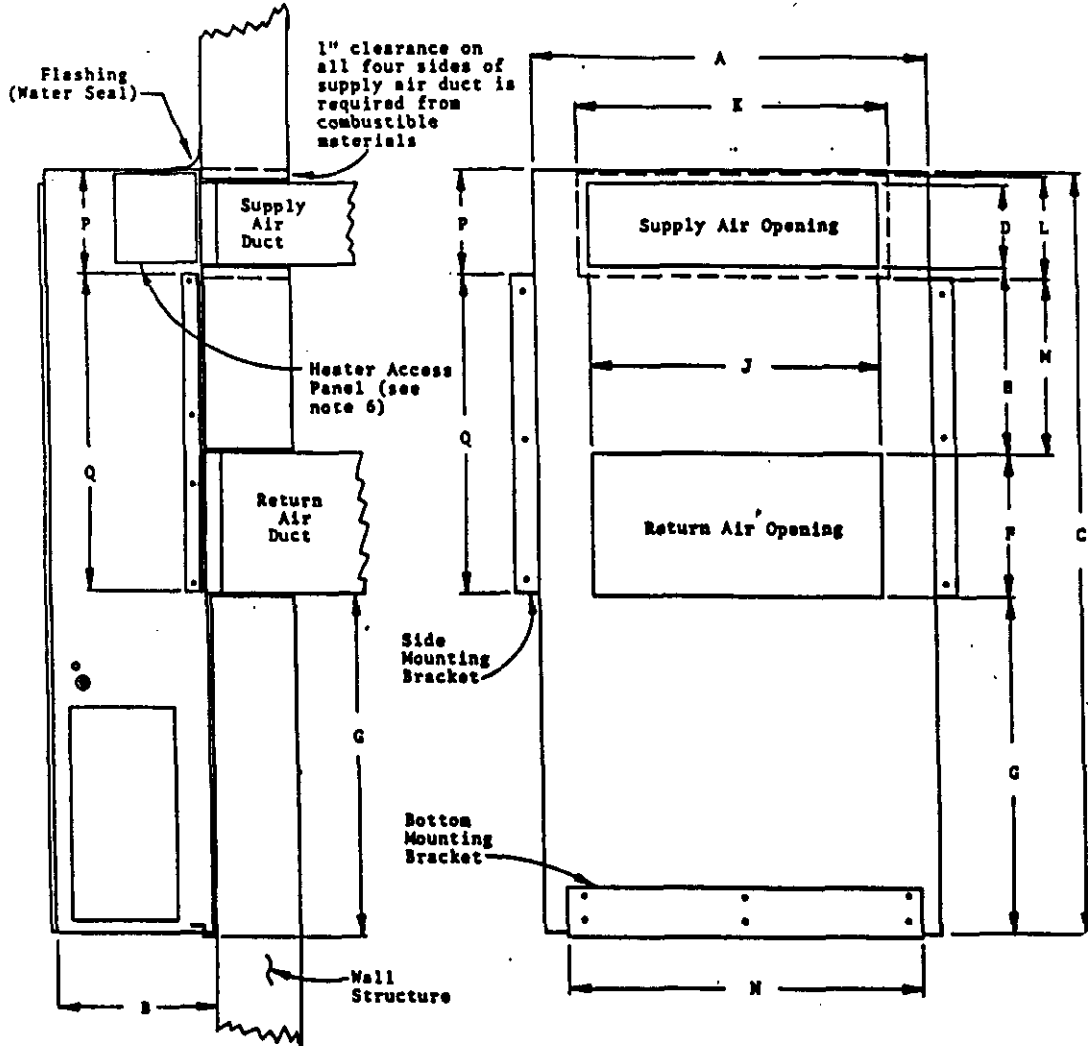 Flashing
(Water Seal)
1" clearance on
all four sides of
supply air duct is
required from
combustible
materials
P
Supply
Air
Duct
Heater Access
Panel (see
note 6)
Q
Return
Air
Duct
G
B
Wall
Structure
A
K
P
Supply Air Opening
D
L
J
M
Q
Return Air Opening
F
C
Side
Mounting
Bracket
G
Bottom
Mounting
Bracket
N